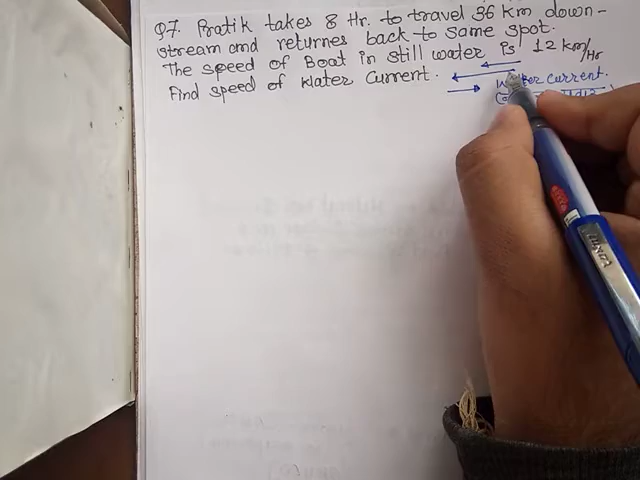 Q7. Pratik takes 8 Hr. to travel 36 Km down-
stream and returnes back to same spot.
The speed of Boat in still water is 12 km/Hr
Find speed of Water Current.
Current.